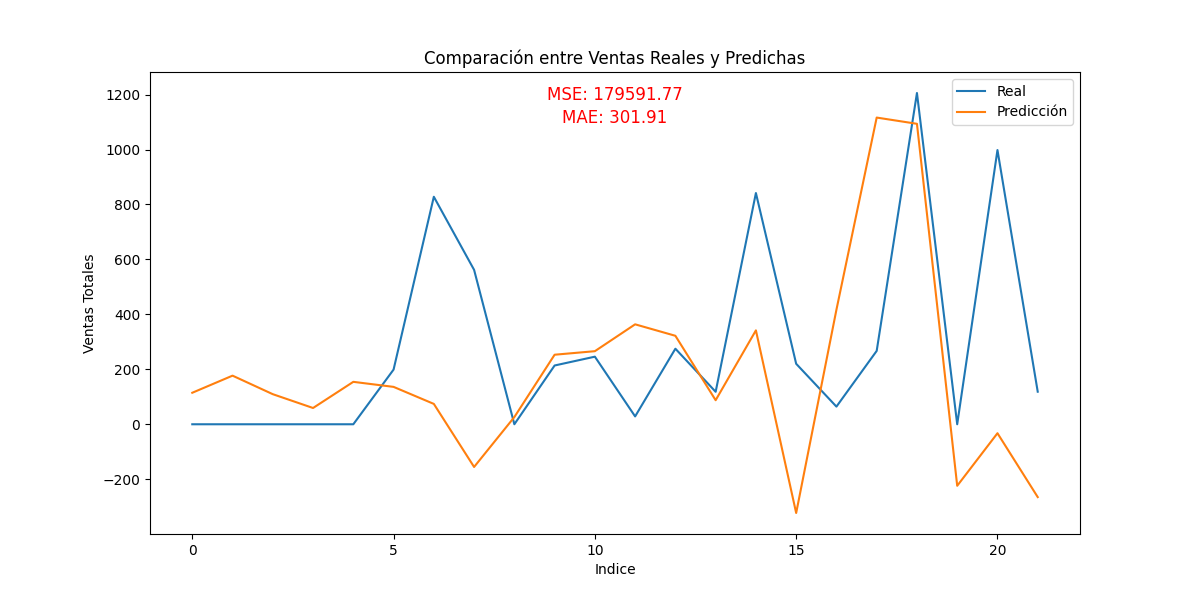 Comparación entre Ventas Reales y Predichas
MSE: 179591.77
MAE: 301.91
Real
Predicción
1200
1000
800
600
400
200
0
−200
Ventas Totales
0
5
10
15
20
Indice